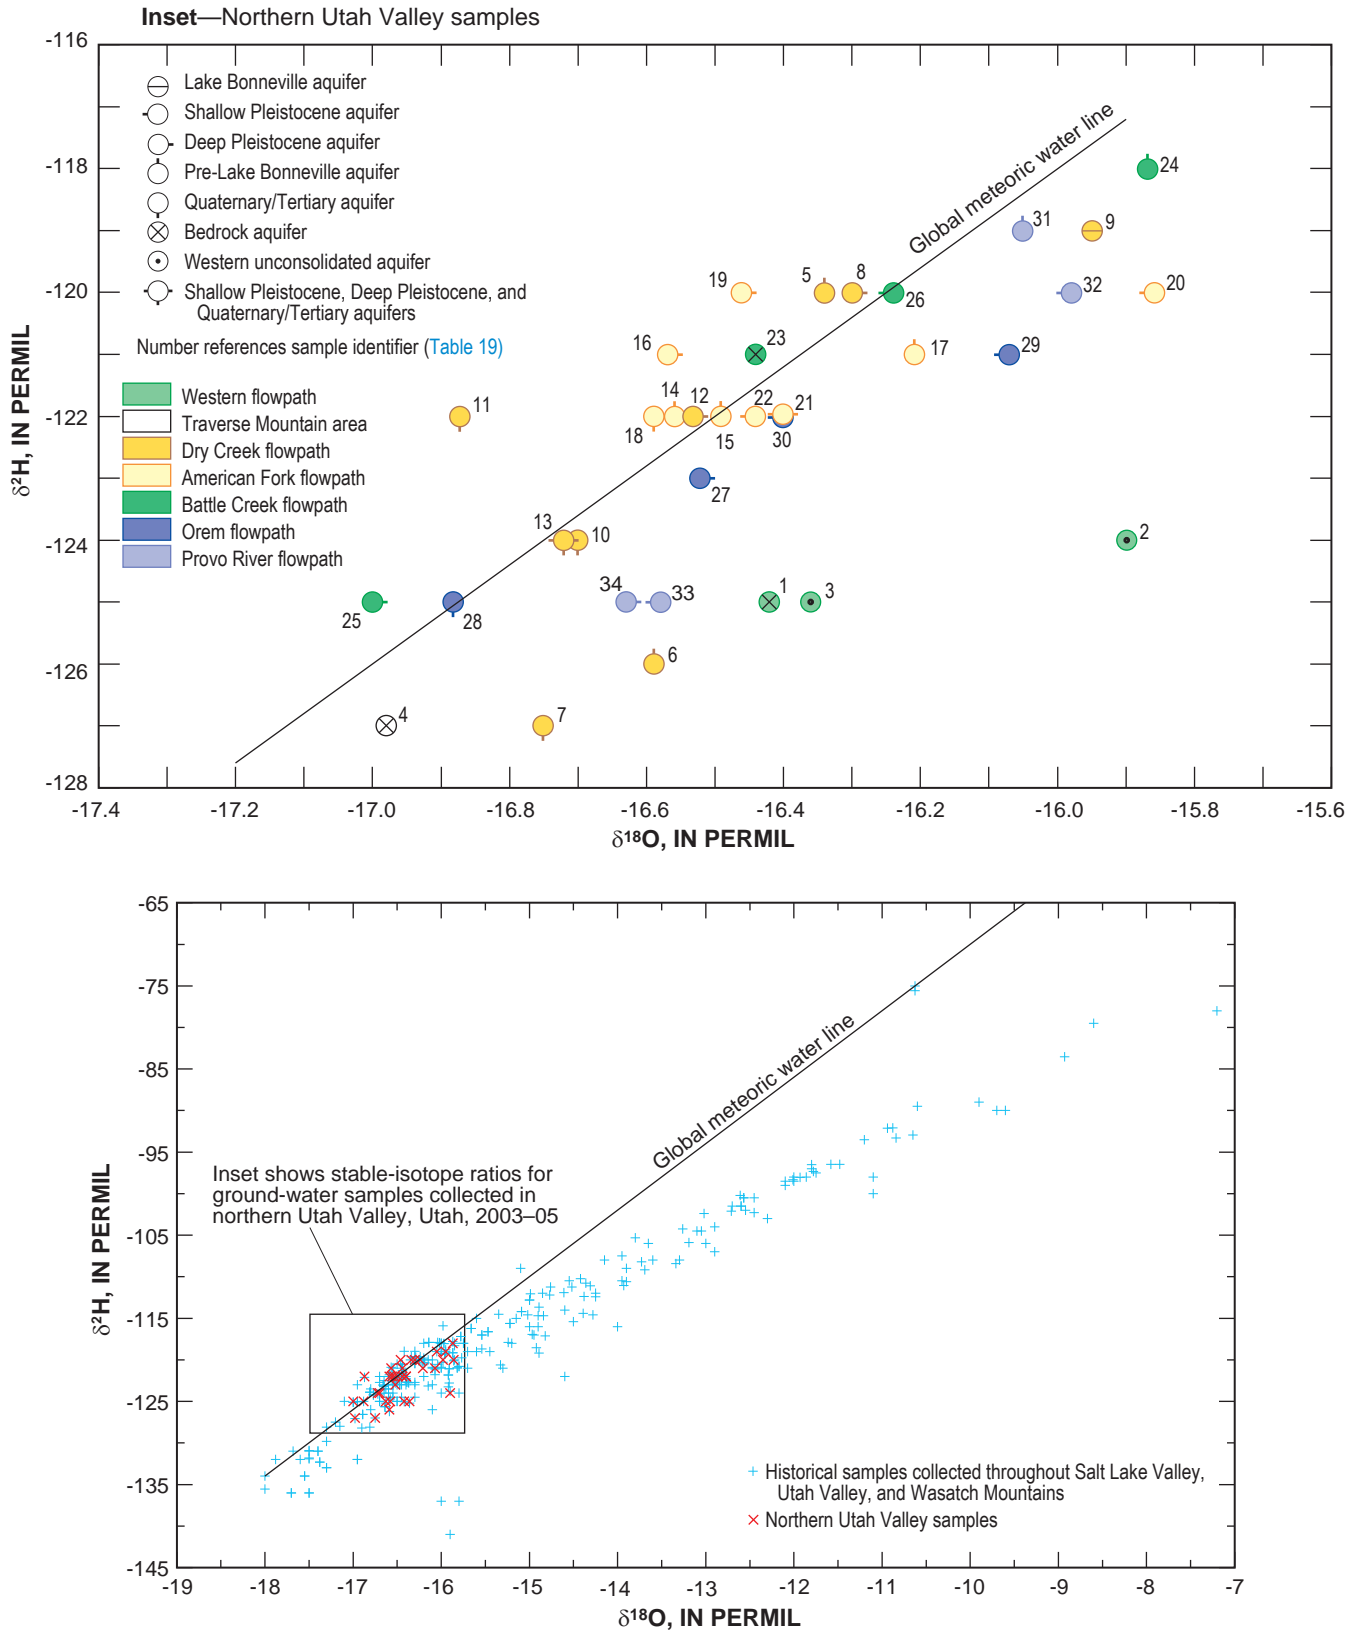 Inset—Northern Utah Valley samples
-116
-118
-120
-122
-124
-126
-128
δ²H, IN PERMIL
Lake Bonneville aquifer
Shallow Pleistocene aquifer
Deep Pleistocene aquifer
Pre-Lake Bonneville aquifer
Quaternary/Tertiary aquifer
Bedrock aquifer
Western unconsolidated aquifer
Shallow Pleistocene, Deep Pleistocene, and
Quaternary/Tertiary aquifers
Number references sample identifier (Table 19)
Western flowpath
Traverse Mountain area
Dry Creek flowpath
American Fork flowpath
Battle Creek flowpath
Orem flowpath
Provo River flowpath
Global meteoric water line
24
31
9
19
5
8
26
32
20
16
23
17
29
11
14
12
22
21
18
15
30
27
13
10
2
25
28
34
33
1
3
6
4
7
-17.4
-17.2
-17.0
-16.8
-16.6
-16.4
-16.2
-16.0
-15.8
-15.6
δ¹⁸O, IN PERMIL
-65
-75
-85
-95
-105
-115
-125
-135
-145
δ²H, IN PERMIL
Global meteoric water line
Inset shows stable-isotope ratios for
ground-water samples collected in
northern Utah Valley, Utah, 2003–05
Historical samples collected throughout Salt Lake Valley,
Utah Valley, and Wasatch Mountains
Northern Utah Valley samples
-19
-18
-17
-16
-15
-14
-13
-12
-11
-10
-9
-8
-7
δ¹⁸O, IN PERMIL